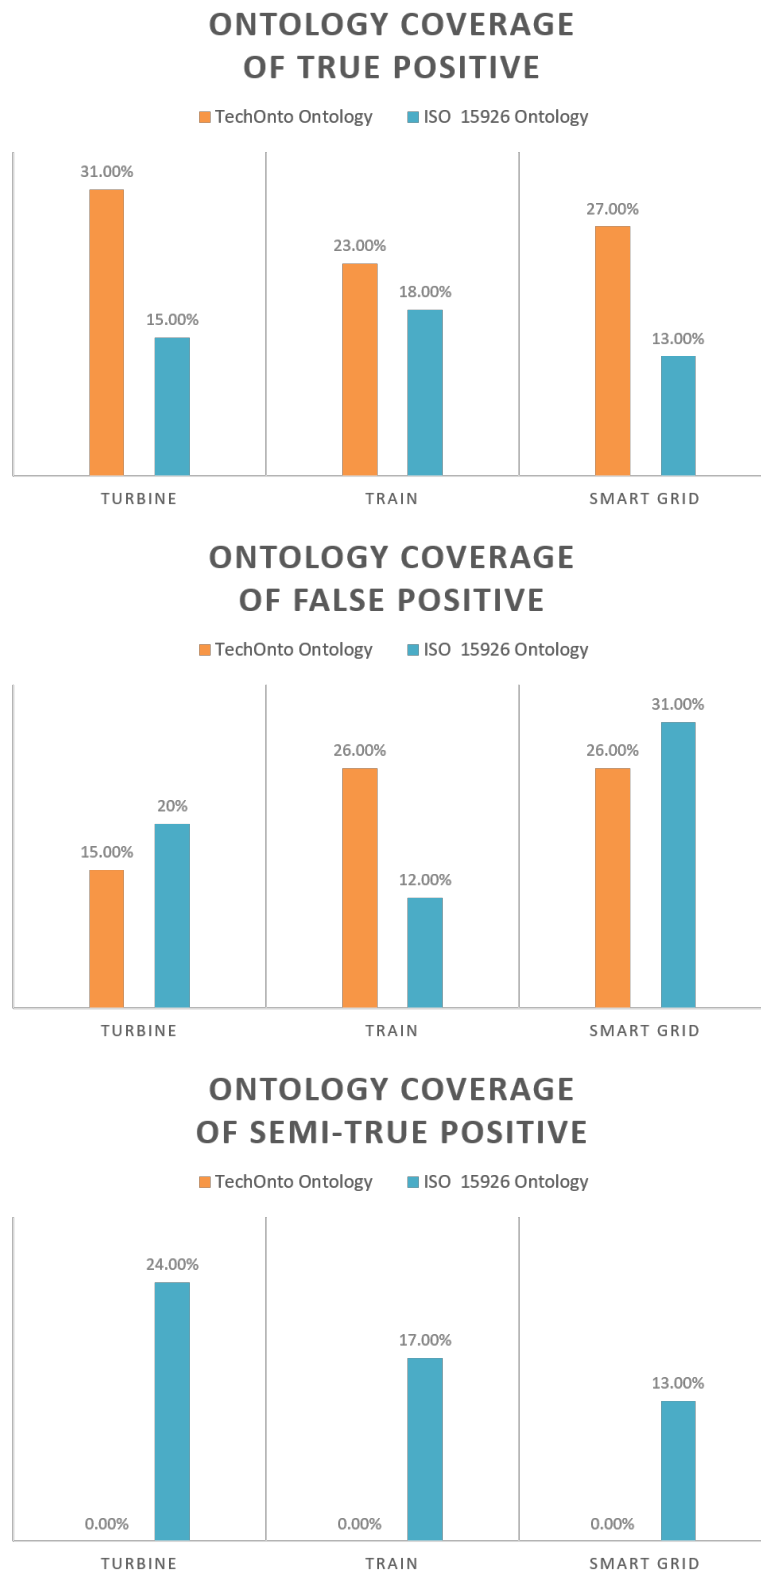 ONTOLOGY COVERAGE
OF TRUE POSITIVE
TechOnto Ontology ISO 15926 Ontology
31.00%
15.00%
23.00%
18.00%
27.00%
13.00%
TURBINE TRAIN SMART GRID
ONTOLOGY COVERAGE
OF FALSE POSITIVE
TechOnto Ontology ISO 15926 Ontology
15.00%
20%
26.00%
12.00%
26.00%
31.00%
TURBINE TRAIN SMART GRID
ONTOLOGY COVERAGE
OF SEMI-TRUE POSITIVE
TechOnto Ontology ISO 15926 Ontology
0.00%
24.00%
0.00%
17.00%
0.00%
13.00%
TURBINE TRAIN SMART GRID